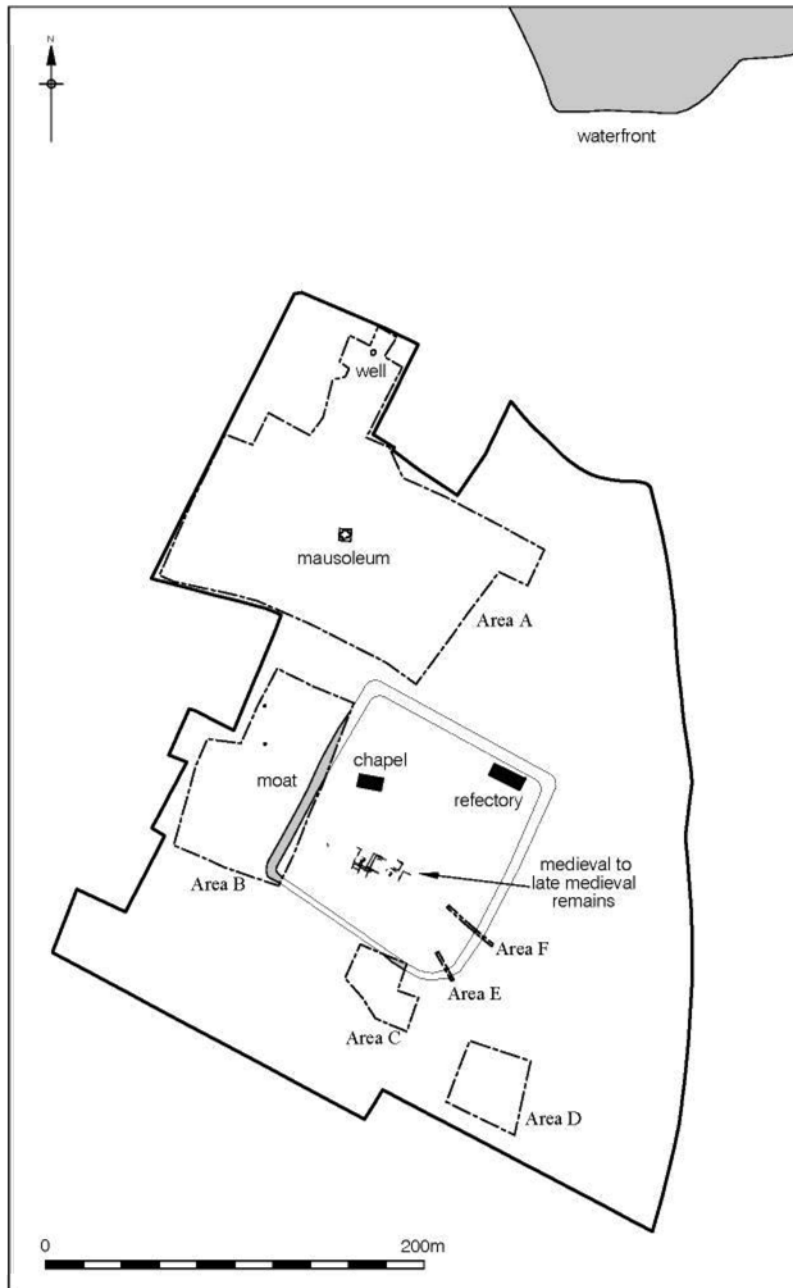 N
waterfront
well
mausoleum
Area A
chapel
moat
refectory
medieval to
late medieval
remains
Area B
Area F
Area E
Area C
Area D
0
200m